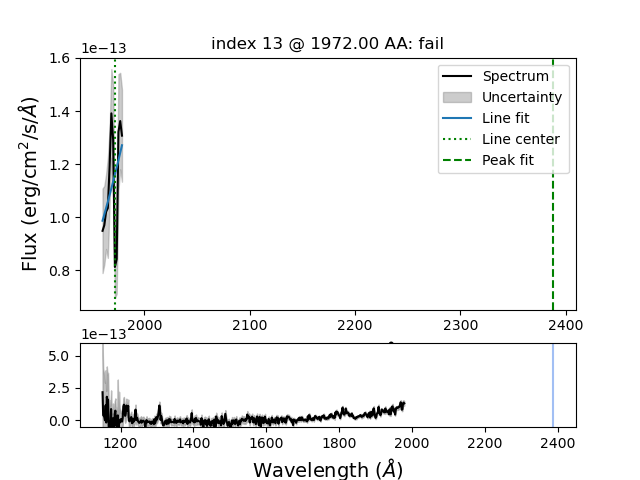 index 13 @ 1972.00 AA: fail
1e−13
1.6
1.4
1.2
1.0
0.8
Flux (erg/cm²/s/Å)
Spectrum
Uncertainty
Line fit
Line center
Peak fit
2000 2100 2200 2300 2400
1e−13
5.0
2.5
0.0
1200 1400 1600 1800 2000 2200 2400
Wavelength (Å)